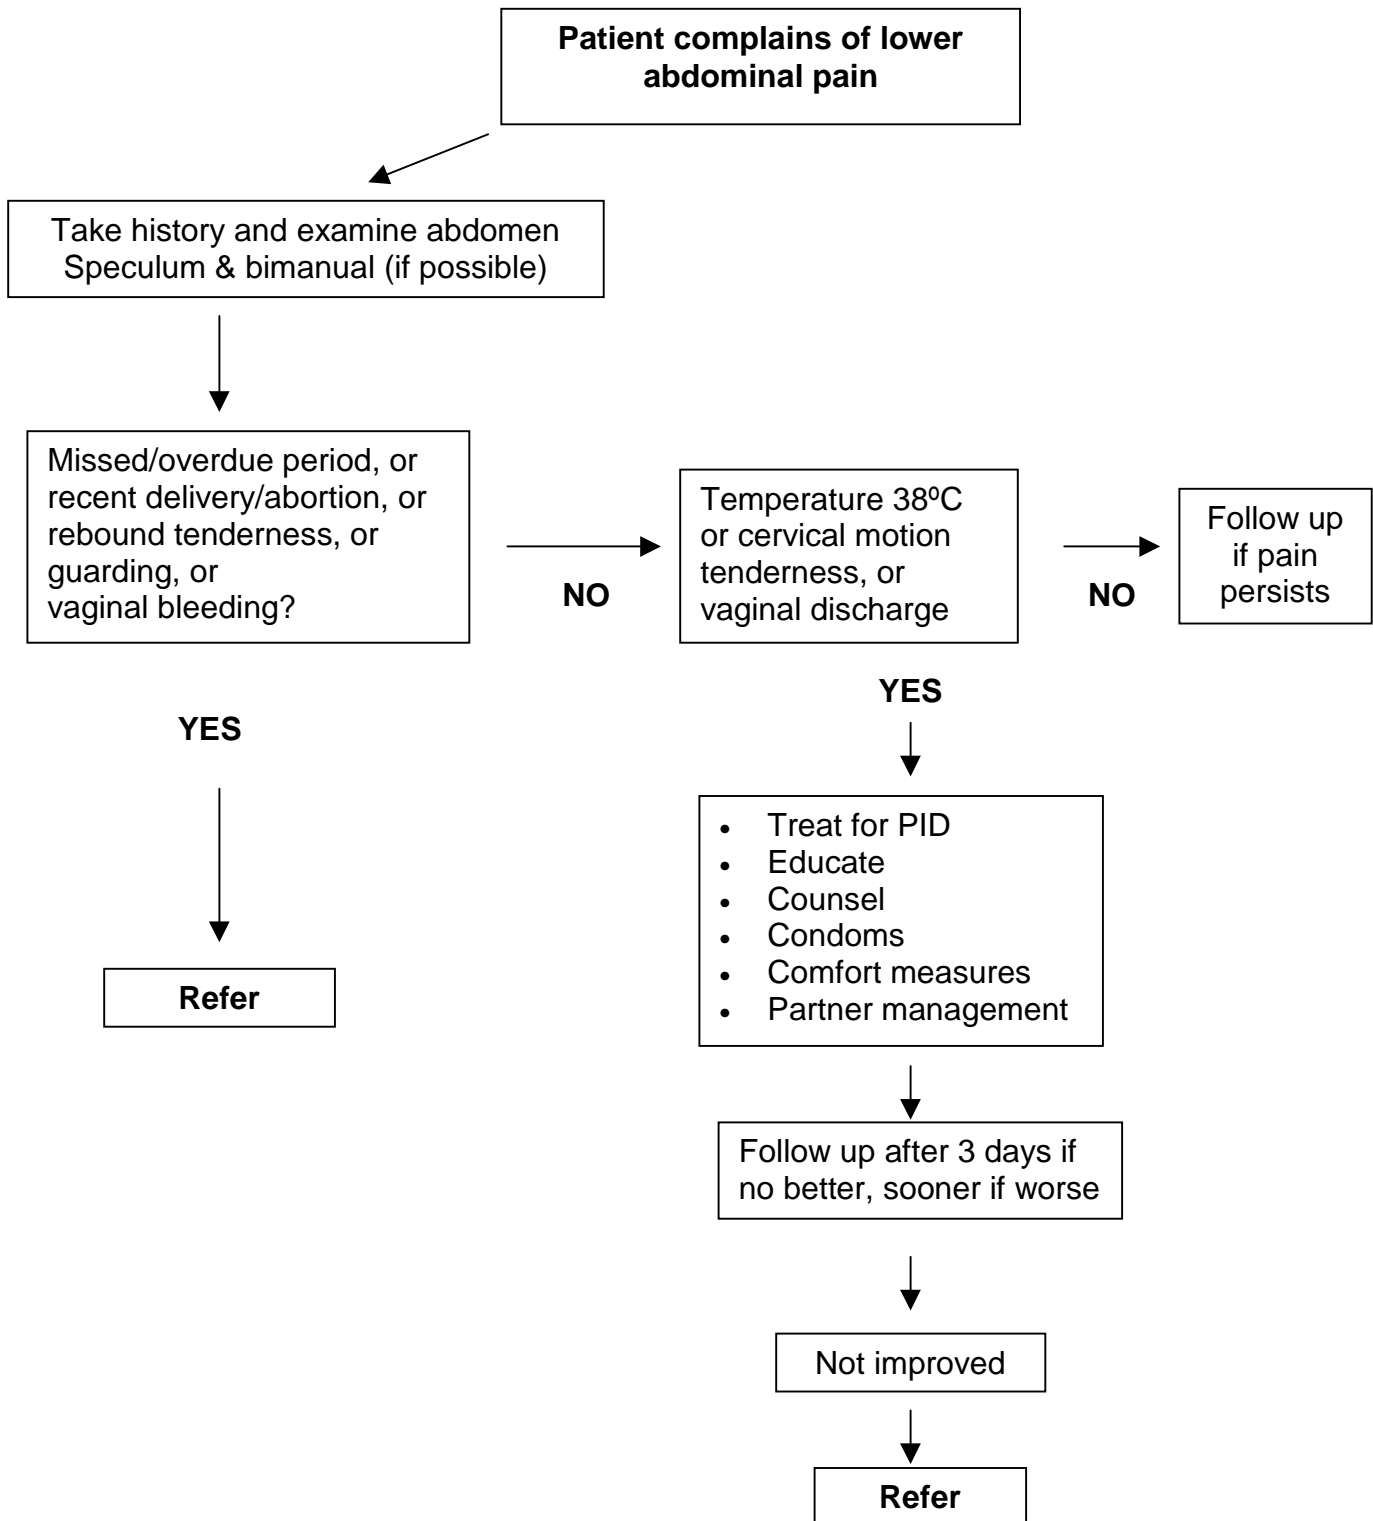 Patient complains of lower
abdominal pain
Take history and examine abdomen
Speculum & bimanual (if possible)
Missed/overdue period, or
recent delivery/abortion, or
rebound tenderness, or
guarding, or
vaginal bleeding?
NO
Temperature 38ºC
or cervical motion
tenderness, or
vaginal discharge
NO
Follow up
if pain
persists
YES
Refer
YES
• Treat for PID
• Educate
• Counsel
• Condoms
• Comfort measures
• Partner management
Follow up after 3 days if
no better, sooner if worse
Not improved
Refer